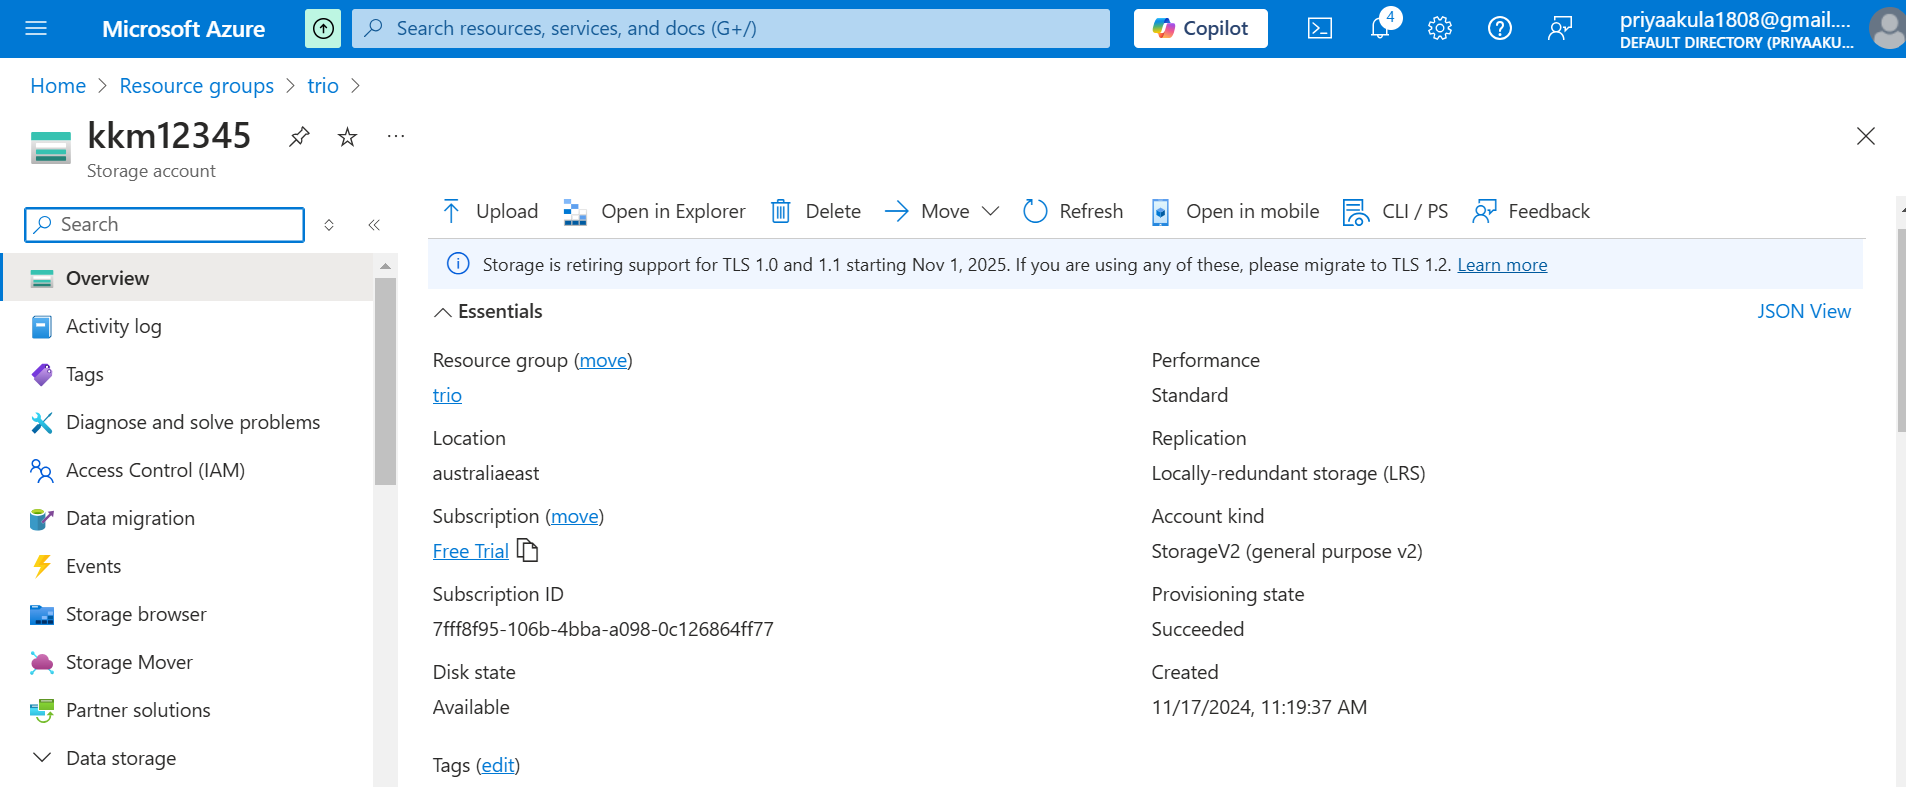 Microsoft Azure
Search resources, services, and docs (G+/)
Copilot
4
priyaakula1808@gmail....
DEFAULT DIRECTORY (PRIYAAKU...
Home > Resource groups > trio >
kkm12345
...
Storage account
Search
Upload
Open in Explorer
Delete
Move
Refresh
Open in mobile
CLI / PS
Feedback
Storage is retiring support for TLS 1.0 and 1.1 starting Nov 1, 2025. If you are using any of these, please migrate to TLS 1.2. Learn more
Overview
Activity log
Tags
Diagnose and solve problems
Access Control (IAM)
Data migration
Events
Storage browser
Storage Mover
Partner solutions
Data storage
Essentials
JSON View
Resource group (move)
trio
Location
australiaeast
Subscription (move)
Free Trial
Subscription ID
7fff8f95-106b-4bba-a098-0c126864ff77
Disk state
Available
Performance
Standard
Replication
Locally-redundant storage (LRS)
Account kind
StorageV2 (general purpose v2)
Provisioning state
Succeeded
Created
11/17/2024, 11:19:37 AM
Tags (edit)